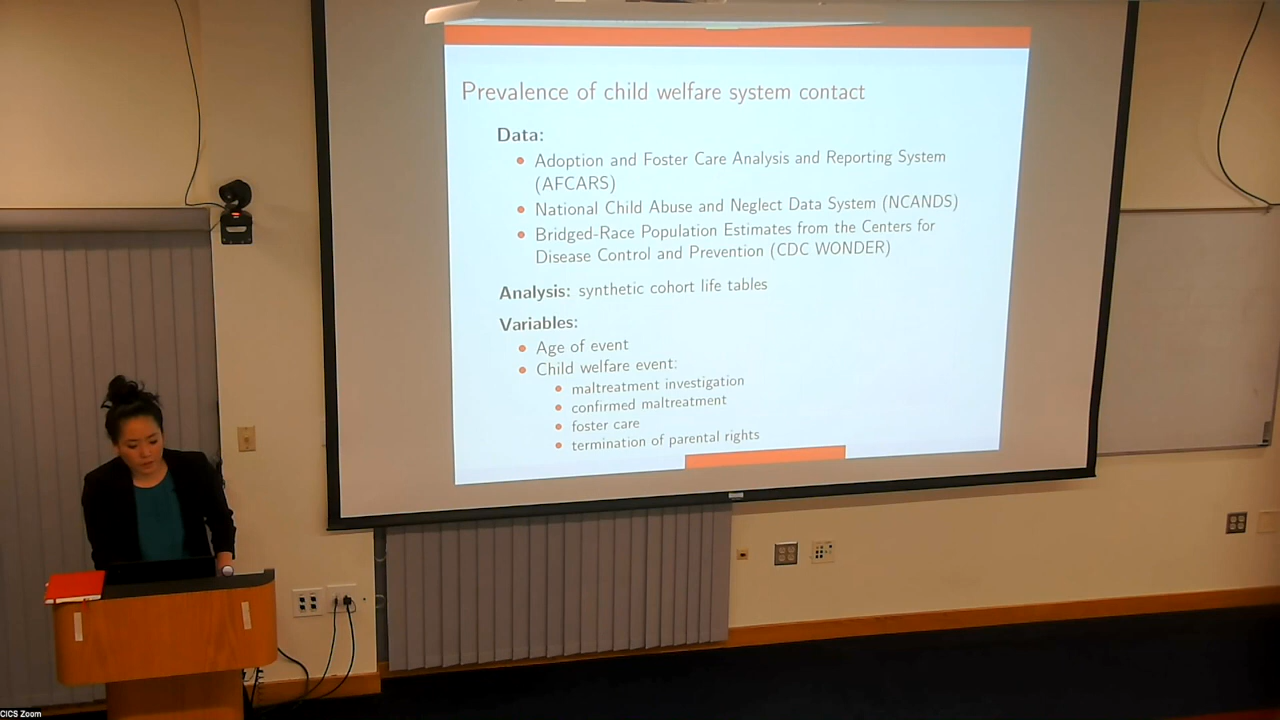 Prevalence of child welfare system contact
Data:
Adoption and Foster Care Analysis and Reporting System
(AFCARS)
National Child Abuse and Neglect Data System (NCANDS)
Bridged-Race Population Estimates from the Centers for
Disease Control and Prevention (CDC WONDER)
Analysis: synthetic cohort life tables
Variables:
Age of event
Child welfare event:
maltreatment investigation
confirmed maltreatment
foster care
termination of parental rights
CICS Zoom